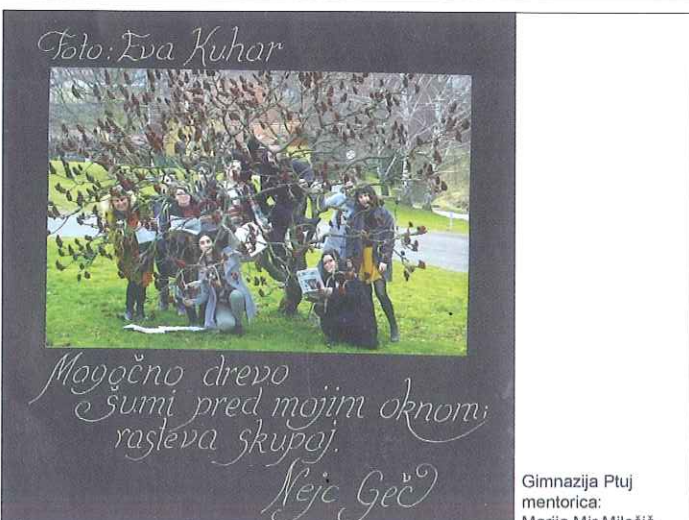 Foto: Eva Kuhar
Mogočno drevo
šumi pred mojim oknom;
rasteva skupaj.
Nejc Geč
Gimnazija Ptuj
mentorica: